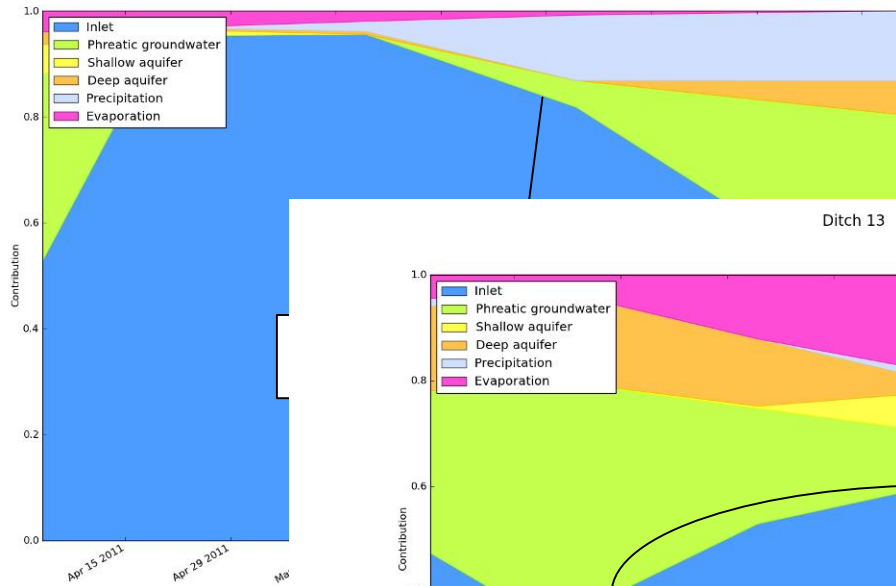 1.0
Inlet
Phreatic groundwater
Shallow aquifer
Deep aquifer
Precipitation
Evaporation
0.8
0.6
Contribution
0.4
0.2
0.0
Apr 15 2011
Apr 29 2011
Ditch 13
1.0
Inlet
Phreatic groundwater
Shallow aquifer
Deep aquifer
Precipitation
Evaporation
0.8
0.6
Contribution